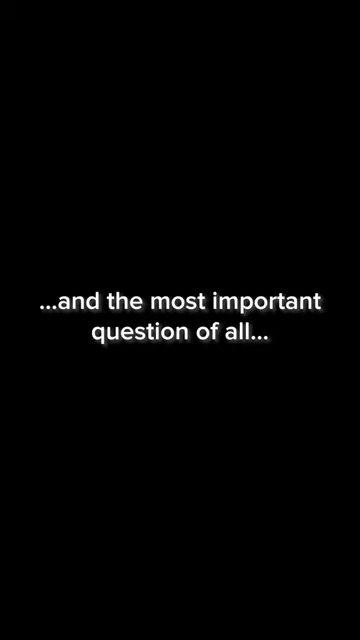 ...and the most important
question of all...